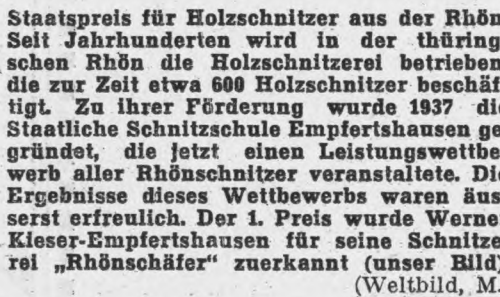 Staatspreis für Holzschnitzer aus der Rhön
Seit Jahrhunderten wird in der thüring
schen Rhön die Holzschnitzerei betrieben
die zur Zeit etwa 600 Holzschnitzer beschäf
tigt. Zu ihrer Förderung wurde 1937 di
Staatliche Schnitzschule Empfertshausen ge
gründet, die jetzt einen Leistungswettbe
werb aller Rhönschnitzer veranstaltete. Di
Ergebnisse dieses Wettbewerbs waren äus
serst erfreulich. Der 1. Preis wurde Werne
Kieser-Empfertshausen für seine Schnitze
rei „Rhönschäfer“ zuerkannt (unser Bild)
(Weltbild, M.